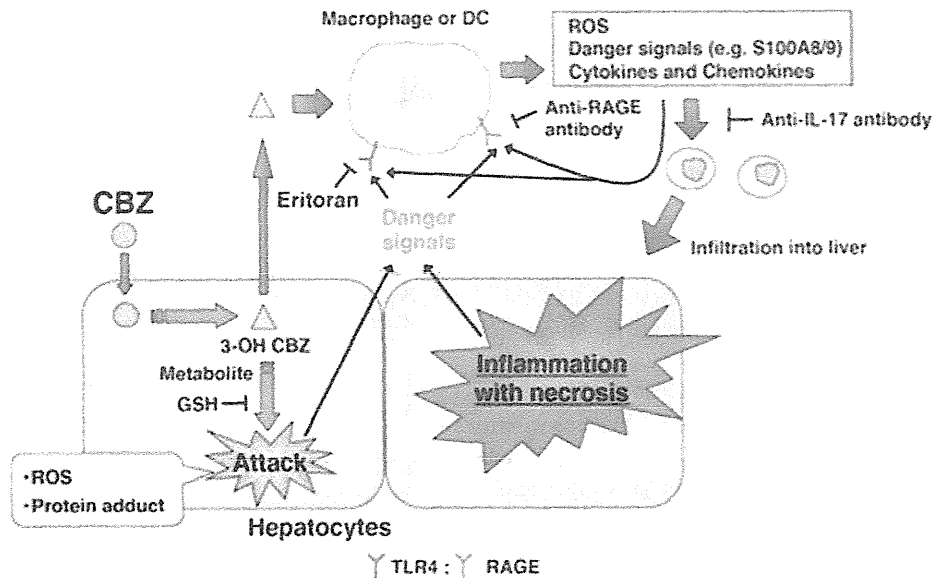 Macrophage or DC
ROS
Danger signals (e.g. S100A8/9)
Cytokines and Chemokines
Anti-RAGE
antibody
Anti-IL-17 antibody
Eritoran
CBZ
Danger
signals
Infiltration into liver
3-OH CBZ
Metabolite
GSH
Inflammation
with necrosis
Attack
•ROS
•Protein adduct
Hepatocytes
TLR4 : RAGE